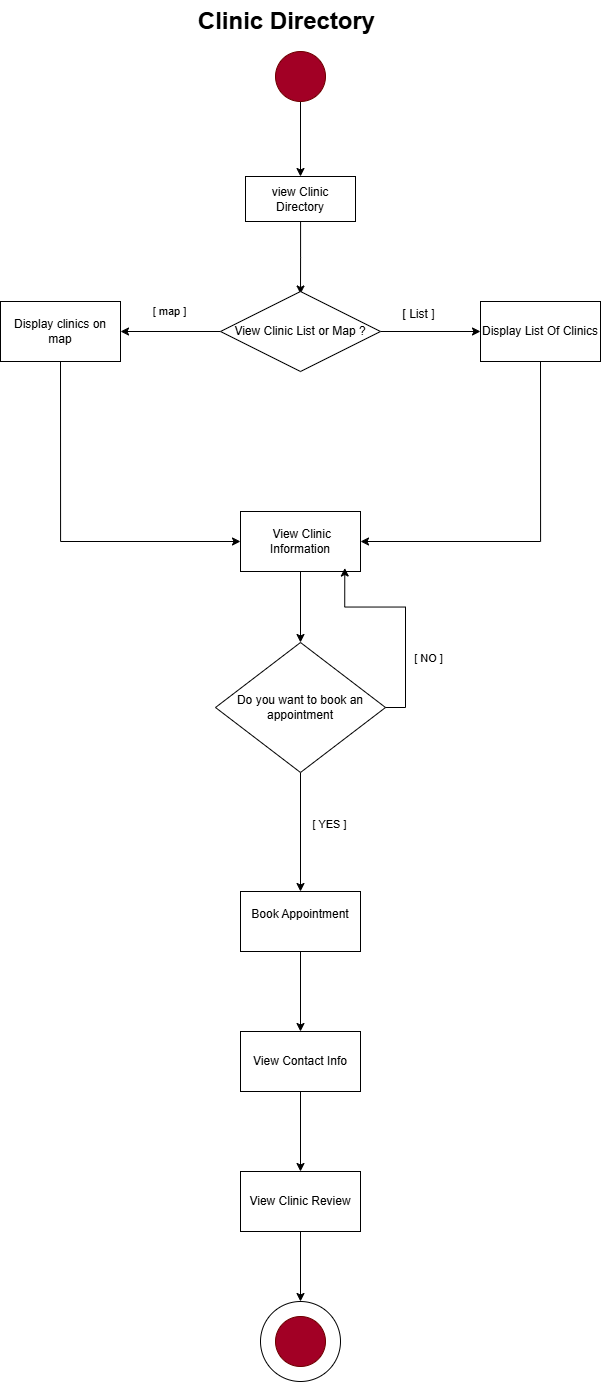 Clinic Directory
view Clinic
Directory
View Clinic List or Map ?
[ map ]
[ List ]
Display clinics on
map
Display List Of Clinics
View Clinic
Information
[ NO ]
Do you want to book an
appointment
[ YES ]
Book Appointment
View Contact Info
View Clinic Review